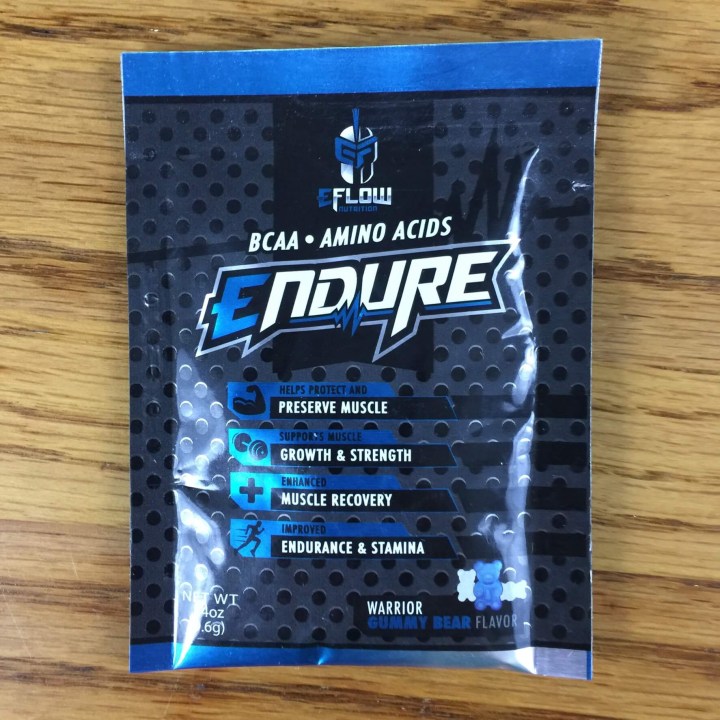 EF
EFLOW
NUTRITION
BCAA • AMINO ACIDS
ENDURE
HELPS PROTECT AND
PRESERVE MUSCLE
SUPPORTS MUSCLE
GROWTH & STRENGTH
ENHANCED
MUSCLE RECOVERY
IMPROVED
ENDURANCE & STAMINA
NET WT
WARRIOR
GUMMY BEAR FLAVOR